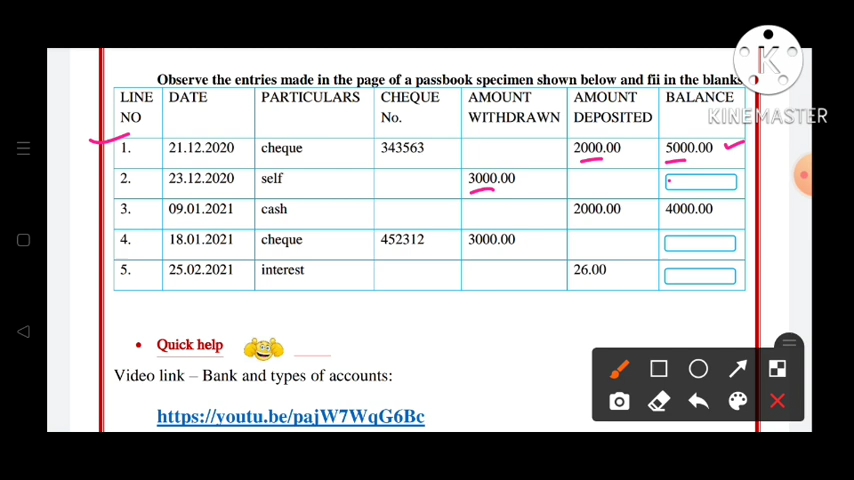 Observe the entries made in the page of a passbook specimen shown below and fii in the blanks
LINE NO DATE PARTICULARS CHEQUE No. AMOUNT WITHDRAWN AMOUNT DEPOSITED BALANCE
1. 21.12.2020 cheque 343563 2000.00 5000.00
2. 23.12.2020 self 3000.00
3. 09.01.2021 cash 2000.00 4000.00
4. 18.01.2021 cheque 452312 3000.00
5. 25.02.2021 interest 26.00
• Quick help
Video link – Bank and types of accounts:
https://youtu.be/pajW7WqG6Bc
K
KINEMASTER